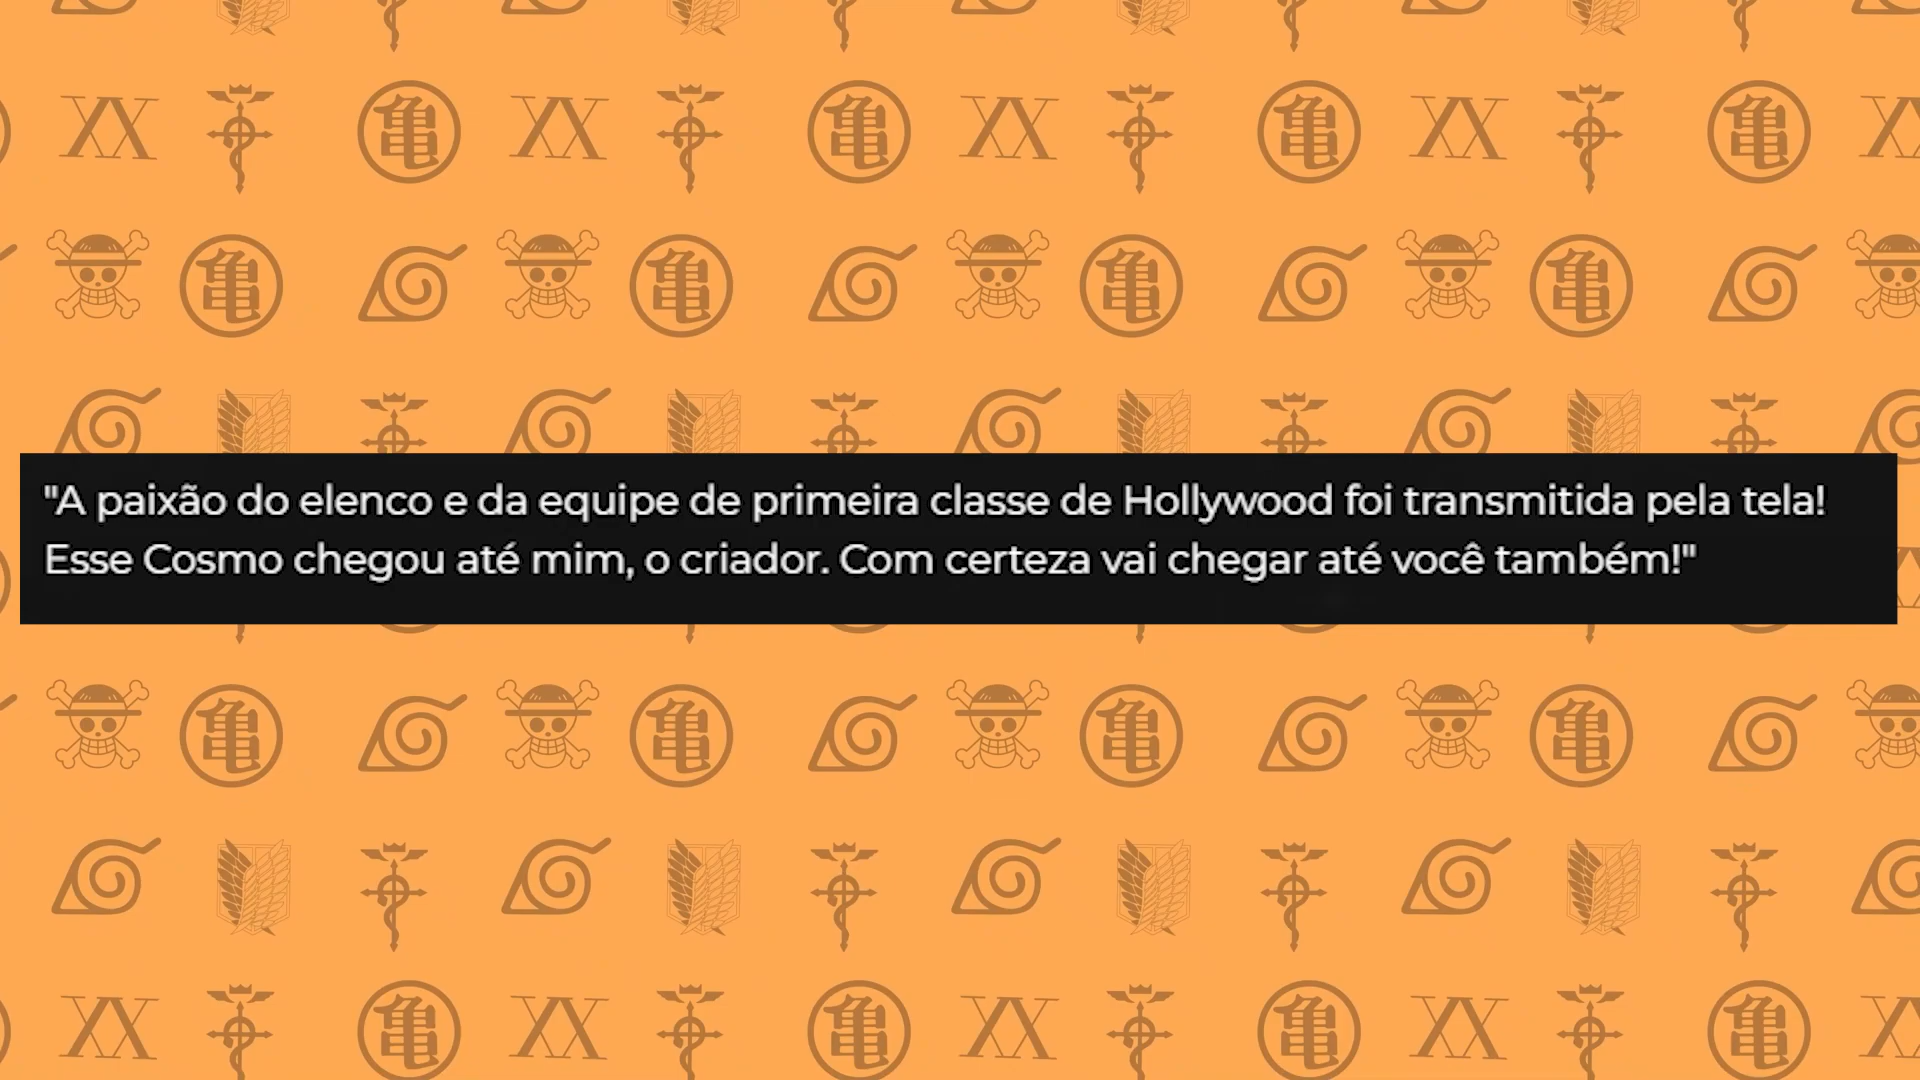 "A paixão do elenco e da equipe de primeira classe de Hollywood foi transmitida pela tela!
Esse Cosmo chegou até mim, o criador. Com certeza vai chegar até você também!"